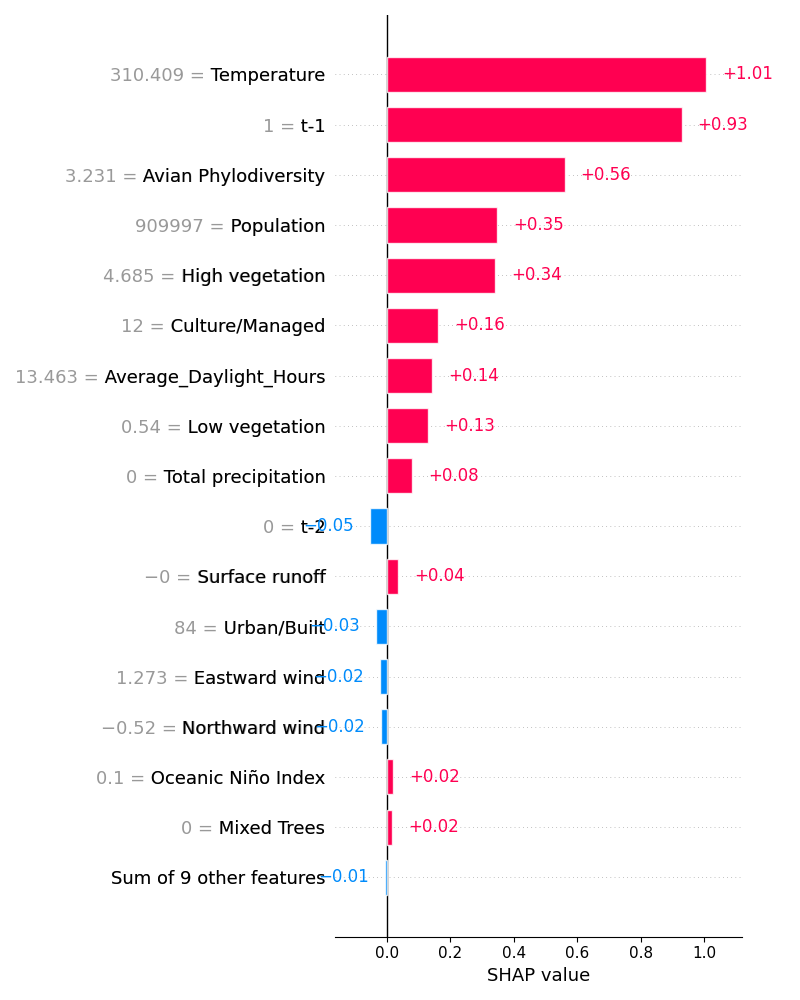 310.409 = Temperature +1.01
1 = t-1 +0.93
3.231 = Avian Phylodiversity +0.56
909997 = Population +0.35
4.685 = High vegetation +0.34
12 = Culture/Managed +0.16
13.463 = Average_Daylight_Hours +0.14
0.54 = Low vegetation +0.13
0 = Total precipitation +0.08
0 = t-2 −0.05
−0 = Surface runoff +0.04
84 = Urban/Built −0.03
1.273 = Eastward wind −0.02
−0.52 = Northward wind −0.02
0.1 = Oceanic Niño Index +0.02
0 = Mixed Trees +0.02
Sum of 9 other features −0.01
0.0 0.2 0.4 0.6 0.8 1.0
SHAP value